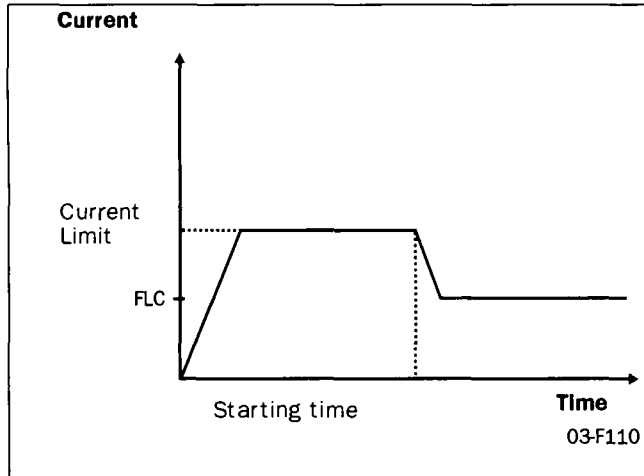 Current
Current
Limit
FLC
Starting time
Time
03-F110